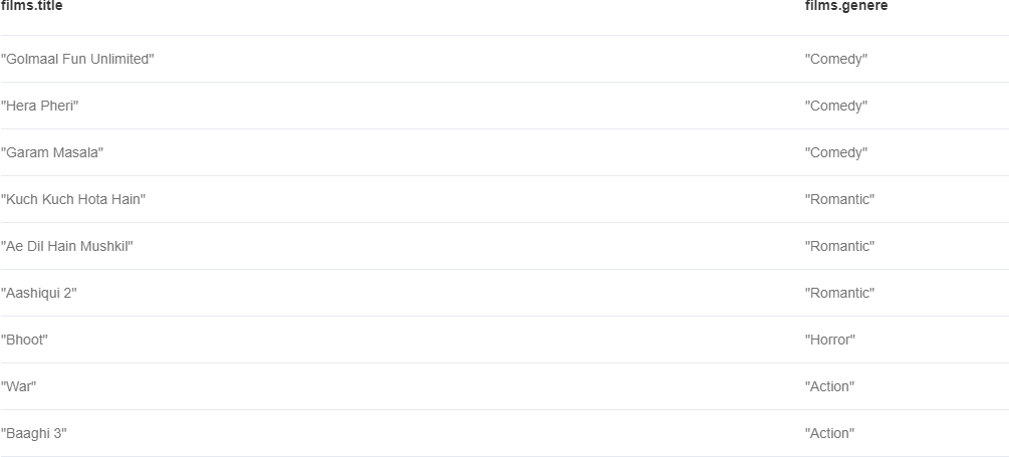 films.title films.genere
"Golmaal Fun Unlimited" "Comedy"
"Hera Pheri" "Comedy"
"Garam Masala" "Comedy"
"Kuch Kuch Hota Hain" "Romantic"
"Ae Dil Hain Mushkil" "Romantic"
"Aashiqui 2" "Romantic"
"Bhoot" "Horror"
"War" "Action"
"Baaghi 3" "Action"